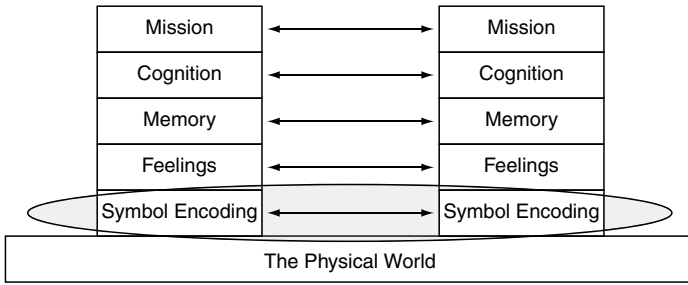 Mission Mission
Cognition Cognition
Memory Memory
Feelings Feelings
Symbol Encoding Symbol Encoding
The Physical World